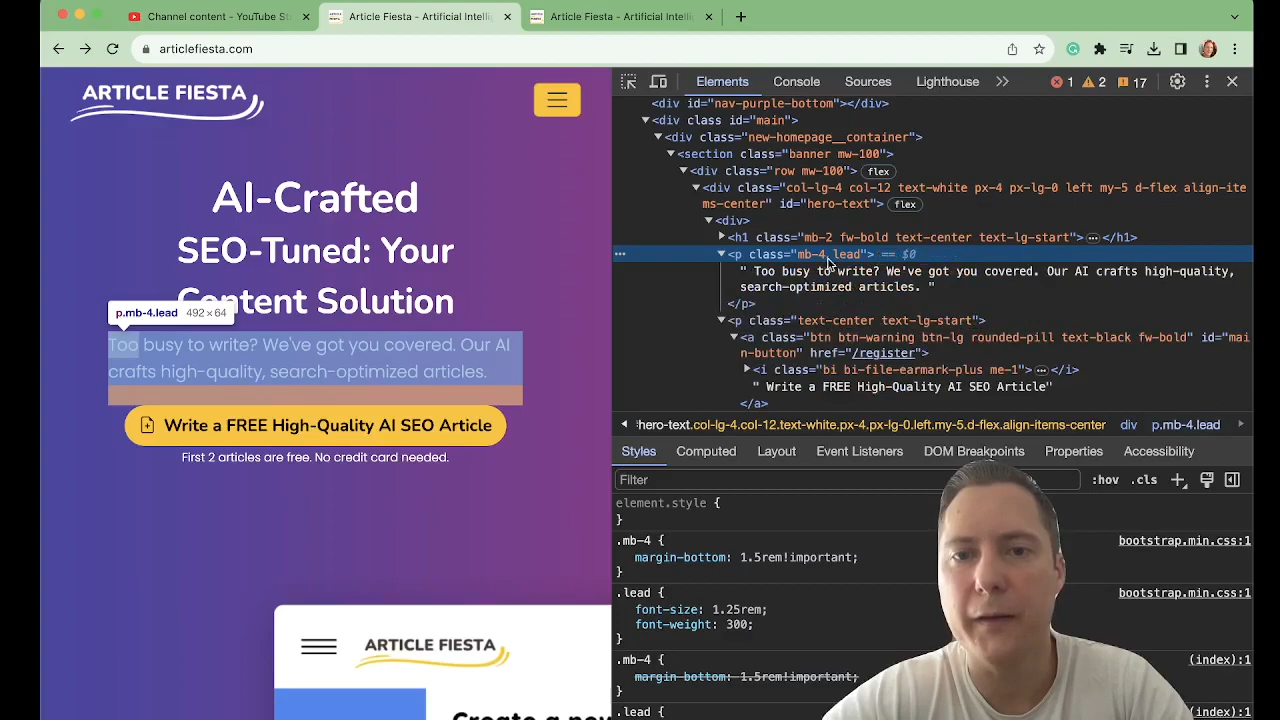 Channel content - YouTube St
Article Fiesta - Artificial Intellig
Article Fiesta - Artificial Intellig
articlefiesta.com
ARTICLE FIESTA
AI-Crafted
SEO-Tuned: Your
Content Solution
p.mb-4.lead 492×64
Too busy to write? We've got you covered. Our AI
crafts high-quality, search-optimized articles.
Write a FREE High-Quality AI SEO Article
First 2 articles are free. No credit card needed.
ARTICLE FIESTA
Create a new
Elements Console Sources Lighthouse 1 2 17
<div id="nav-purple-bottom"></div>
<div class id="main">
<div class="new-homepage__container">
<section class="banner mw-100">
<div class="row mw-100"> flex
<div class="col-lg-4 col-12 text-white px-4 px-lg-0 left my-5 d-flex align-ite
ms-center" id="hero-text"> flex
<div>
<h1 class="mb-2 fw-bold text-center text-lg-start"> </h1>
<p class="mb-4 lead"> == $0
" Too busy to write? We've got you covered. Our AI crafts high-quality,
search-optimized articles. "
</p>
<p class="text-center text-lg-start">
<a class="btn btn-warning btn-lg rounded-pill text-black fw-bold" id="mai
n-button" href="/register">
<i class="bi bi-file-earmark-plus me-1"> </i>
" Write a FREE High-Quality AI SEO Article"
</a>
hero-text.col-lg-4.col-12.text-white.px-4.px-lg-0.left.my-5.d-flex.align-items-center div p.mb-4.lead
Styles Computed Layout Event Listeners DOM Breakpoints Properties Accessibility
Filter :hov .cls
element.style {
}
.mb-4 { bootstrap.min.css:1
margin-bottom: 1.5rem!important;
}
.lead { bootstrap.min.css:1
font-size: 1.25rem;
font-weight: 300;
}
.mb-4 { (index):1
margin-bottom: 1.5rem!important;
}
.lead { (index):1